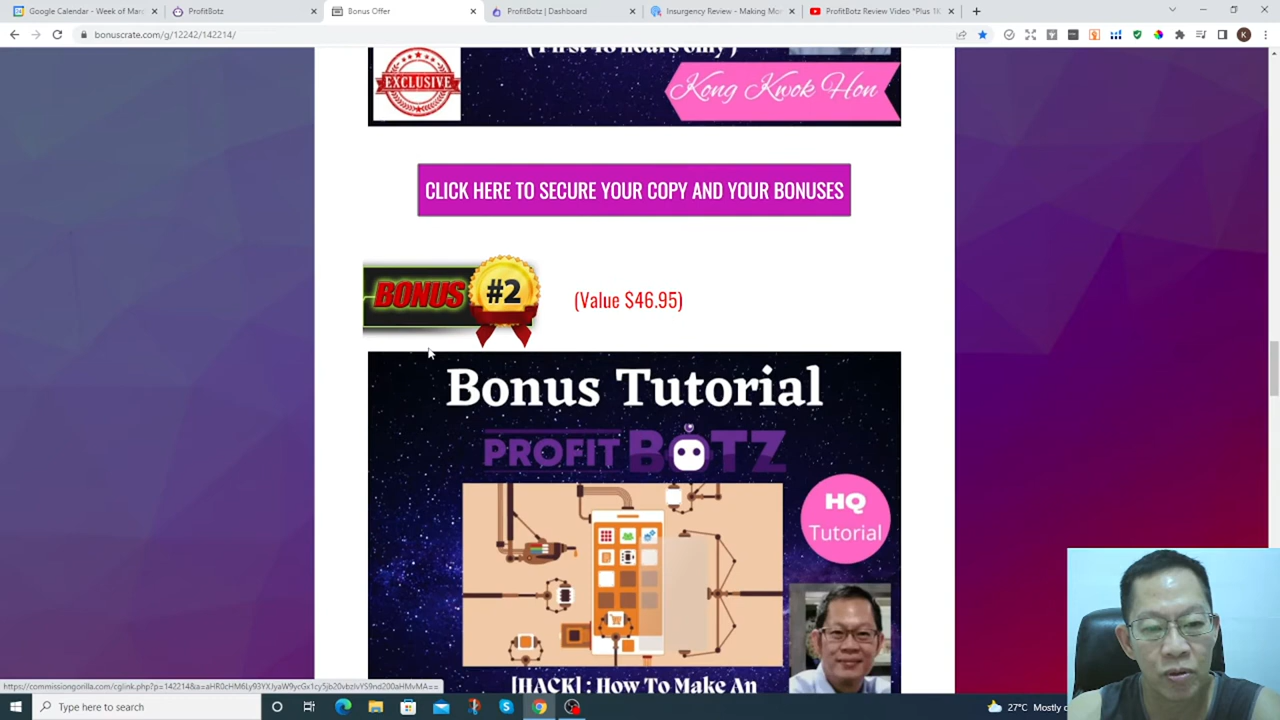 Google Calendar - Week of Marc
ProfitBotz
Bonus Offer
ProfitBotz | Dashboard
Insurgency Review - Making Mon
ProfitBotz Review Video "Plus 1K
bonuscrate.com/g/12242/142214/
K
( First 48 hours only )
EXCLUSIVE
Kong Kwok Hon
CLICK HERE TO SECURE YOUR COPY AND YOUR BONUSES
BONUS #2
(Value $46.95)
Bonus Tutorial
PROFIT BOTZ
HQ
Tutorial
[HACK] : How To Make An
Type here to search
27°C Mostly c